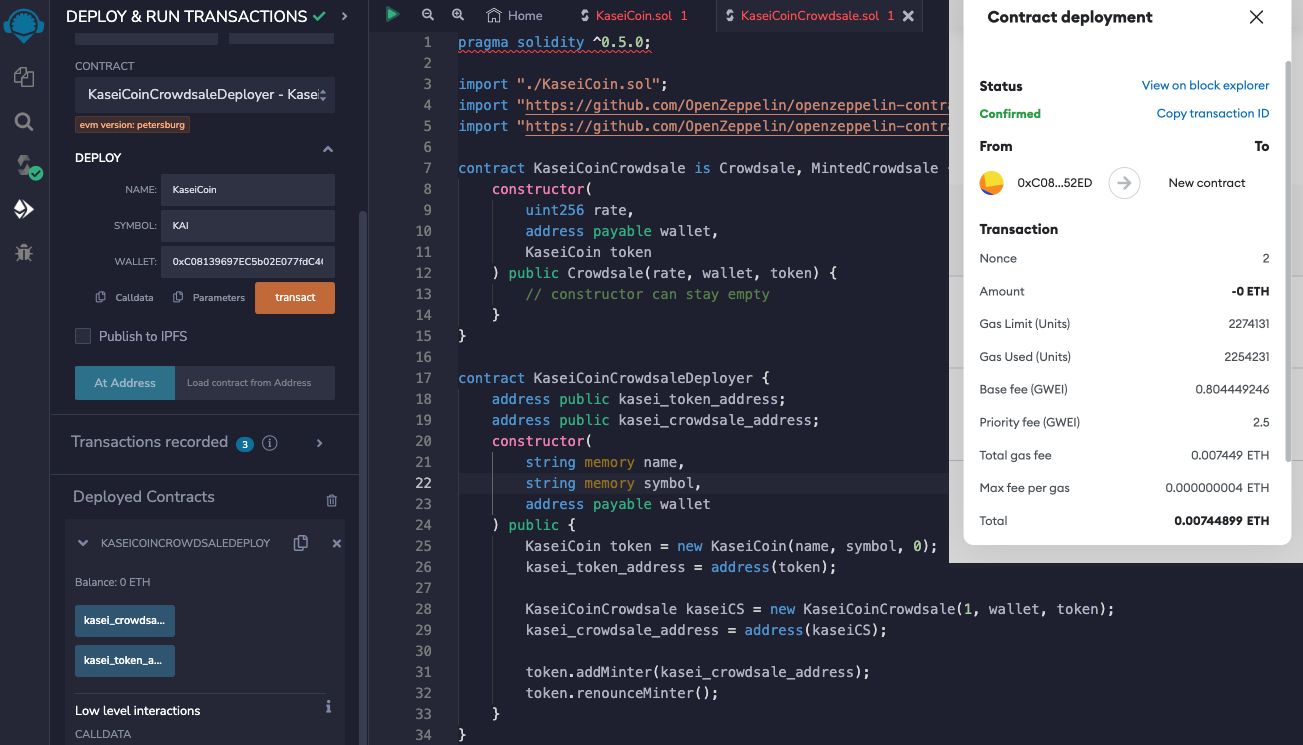 DEPLOY & RUN TRANSACTIONS
CONTRACT
KaseiCoinCrowdsaleDeployer - Kasei
evm version: petersburg
DEPLOY
NAME: KaseiCoin
SYMBOL: KAI
WALLET: 0xC08139697EC5b02E077fdC4(
Calldata Parameters transact
Publish to IPFS
At Address Load contract from Address
Transactions recorded 3 i
Deployed Contracts
KASEICOINCROWDSALEDEPLOY
Balance: 0 ETH
kasei_crowdsa...
kasei_token_a...
Low level interactions i
CALLDATA
Home KaseiCoin.sol 1 KaseiCoinCrowdsale.sol 1
1 pragma solidity ^0.5.0;
2
3 import "./KaseiCoin.sol";
4 import "https://github.com/OpenZeppelin/openzeppelin-contra
5 import "https://github.com/OpenZeppelin/openzeppelin-contra
6
7 contract KaseiCoinCrowdsale is Crowdsale, MintedCrowdsale {
8 constructor(
9 uint256 rate,
10 address payable wallet,
11 KaseiCoin token
12 ) public Crowdsale(rate, wallet, token) {
13 // constructor can stay empty
14 }
15 }
16
17 contract KaseiCoinCrowdsaleDeployer {
18 address public kasei_token_address;
19 address public kasei_crowdsale_address;
20 constructor(
21 string memory name,
22 string memory symbol,
23 address payable wallet
24 ) public {
25 KaseiCoin token = new KaseiCoin(name, symbol, 0);
26 kasei_token_address = address(token);
27
28 KaseiCoinCrowdsale kaseiCS = new KaseiCoinCrowdsale(1, wallet, token);
29 kasei_crowdsale_address = address(kaseiCS);
30
31 token.addMinter(kasei_crowdsale_address);
32 token.renounceMinter();
33 }
34 }
Contract deployment
Status View on block explorer
Confirmed Copy transaction ID
From To
0xC08...52ED New contract
Transaction
Nonce 2
Amount -0 ETH
Gas Limit (Units) 2274131
Gas Used (Units) 2254231
Base fee (GWEI) 0.804449246
Priority fee (GWEI) 2.5
Total gas fee 0.007449 ETH
Max fee per gas 0.000000004 ETH
Total 0.00744899 ETH